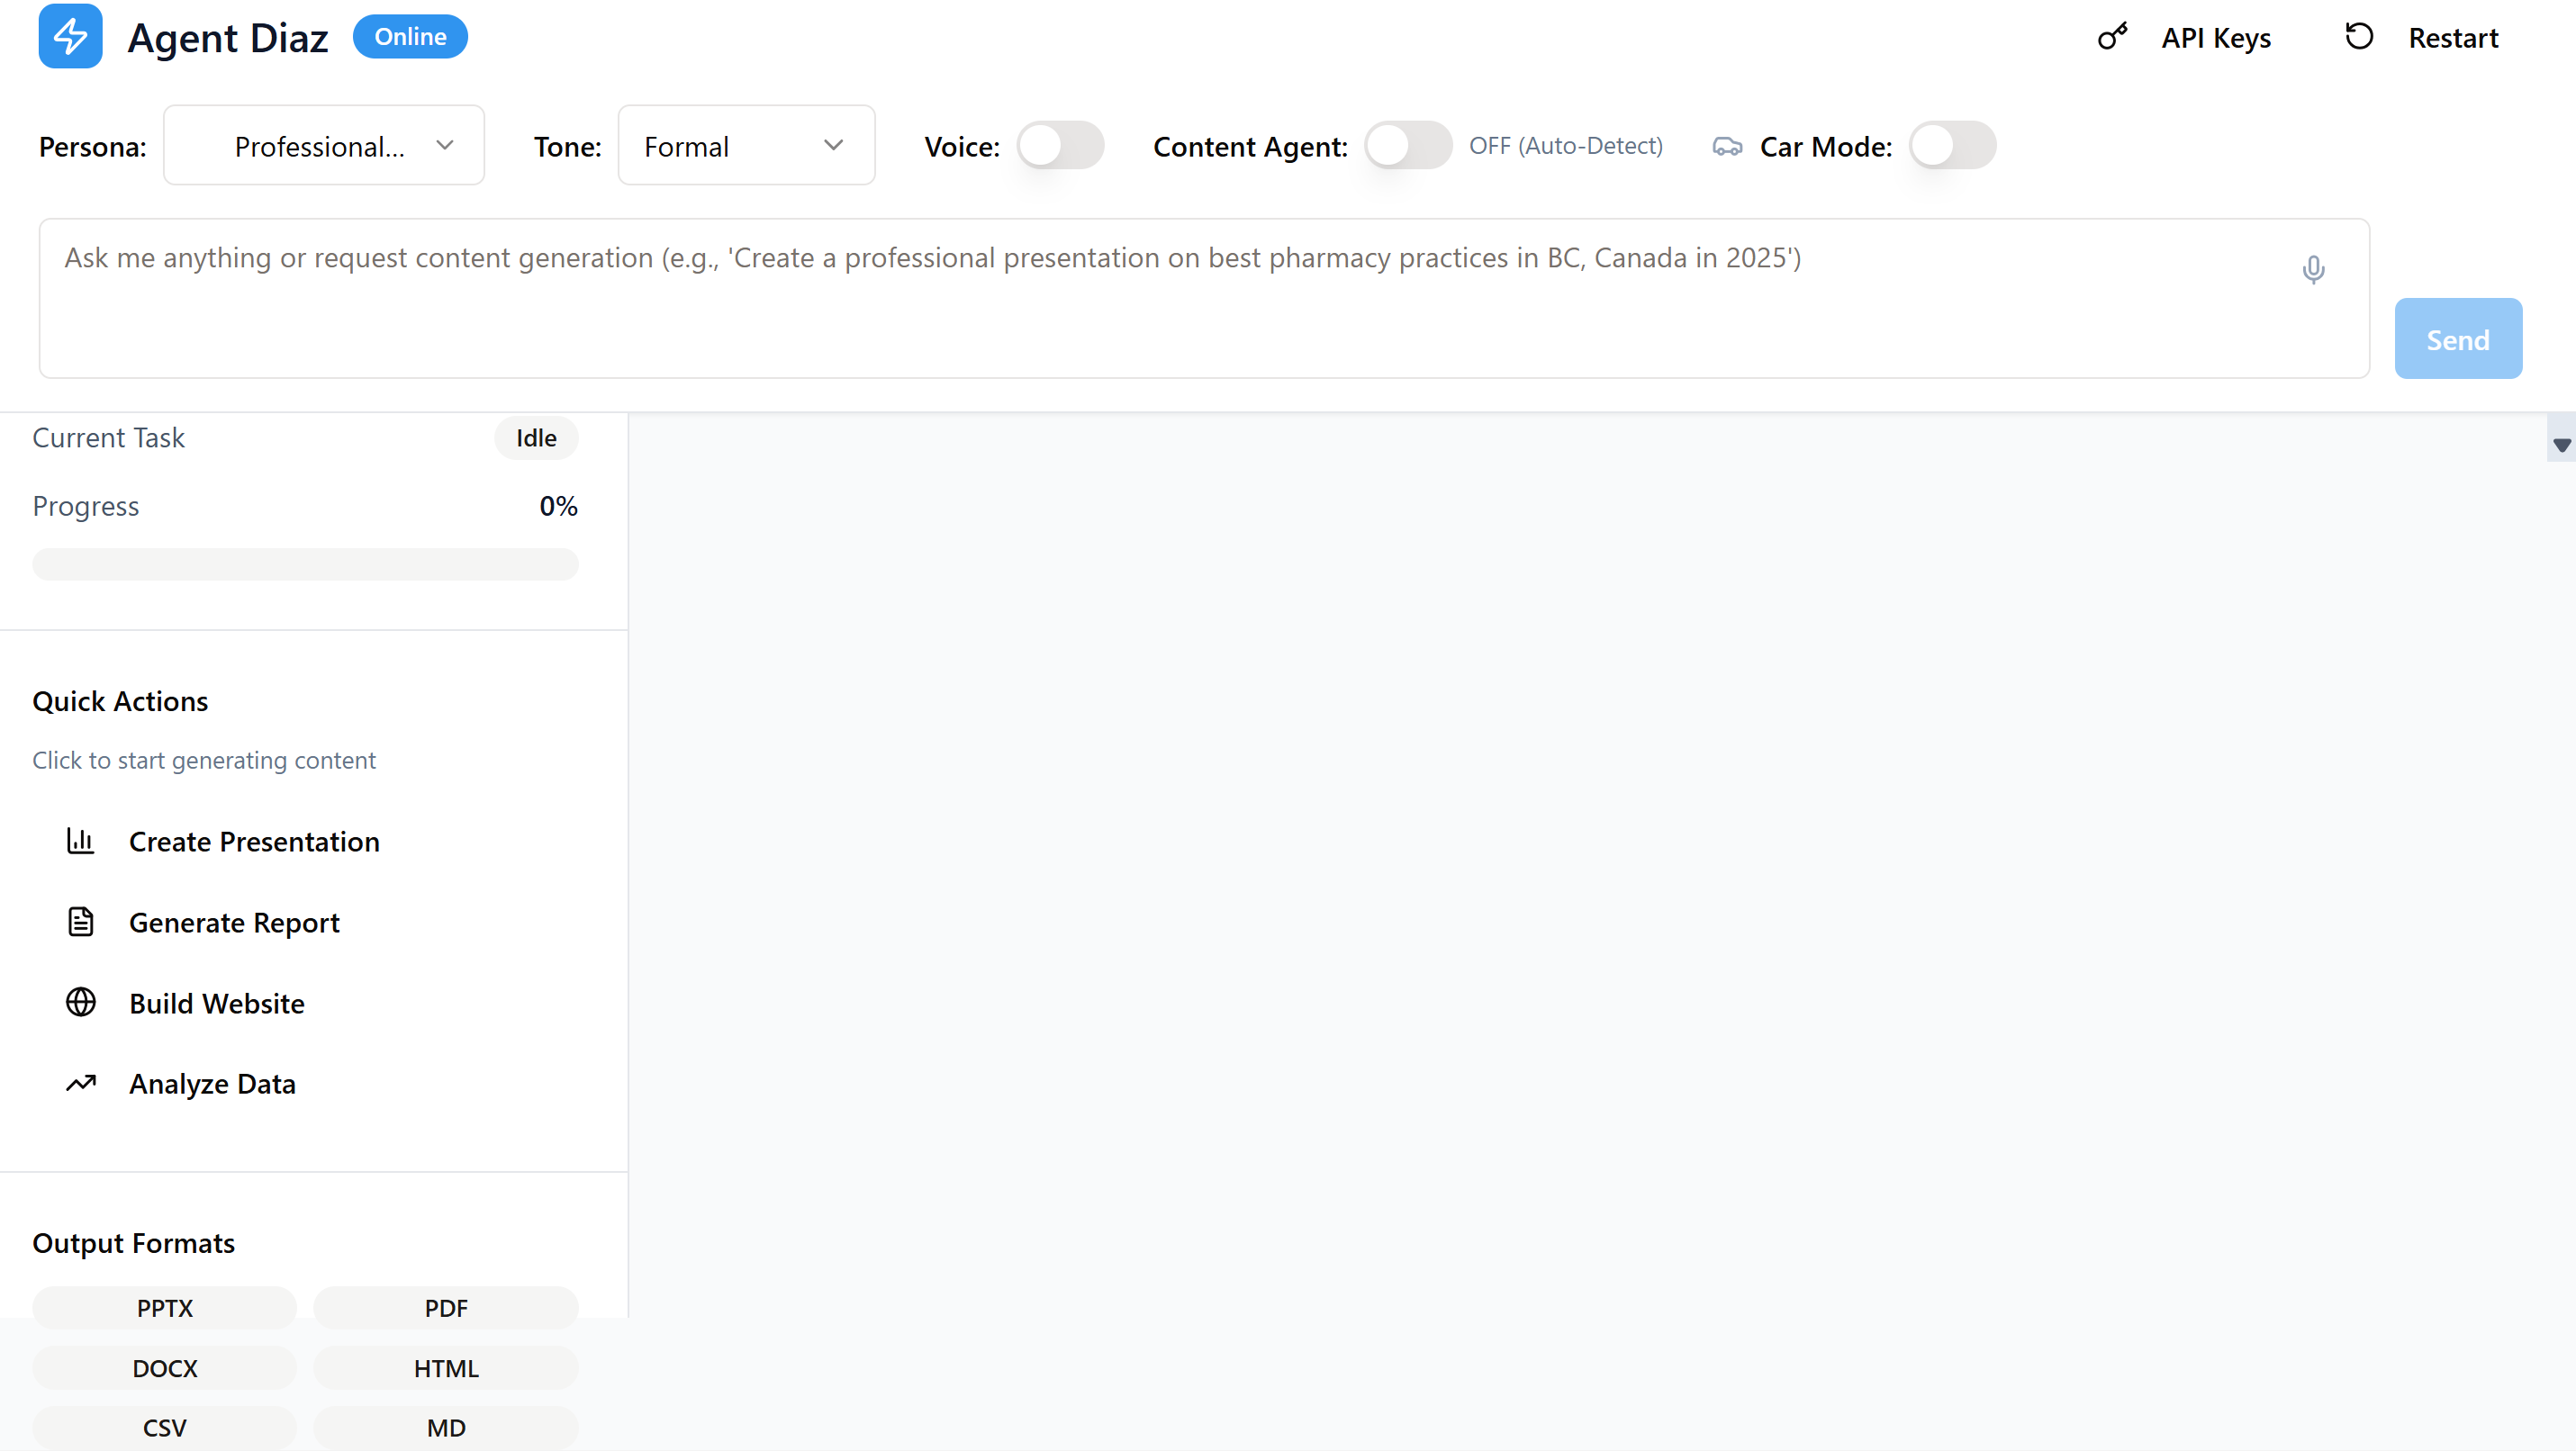 Agent Diaz
Online
API Keys
Restart
Persona:
Professional...
Tone:
Formal
Voice:
Content Agent:
OFF (Auto-Detect)
Car Mode:
Ask me anything or request content generation (e.g., 'Create a professional presentation on best pharmacy practices in BC, Canada in 2025')
Send
Current Task
Idle
Progress
0%
Quick Actions
Click to start generating content
Create Presentation
Generate Report
Build Website
Analyze Data
Output Formats
PPTX
PDF
DOCX
HTML
CSV
MD